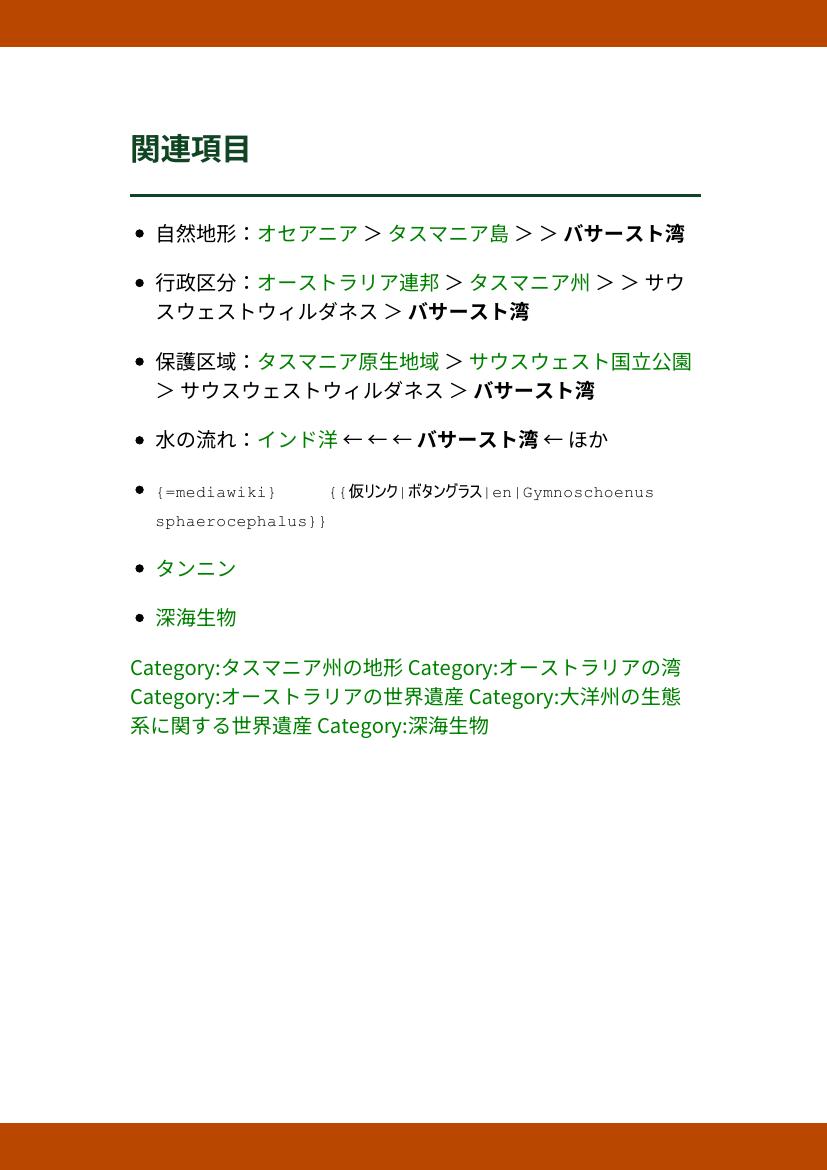 関連項目
自然地形：オセアニア ＞ タスマニア島 ＞ ＞ バサースト湾
行政区分：オーストラリア連邦 ＞ タスマニア州 ＞ ＞ サウ
スウェストウィルダネス ＞ バサースト湾
保護区域：タスマニア原生地域 ＞ サウスウェスト国立公園
＞ サウスウェストウィルダネス ＞ バサースト湾
水の流れ：インド洋 ← ← ← バサースト湾 ← ほか
{=mediawiki} {{仮リンク|ボタングラス|en|Gymnoschoenus
sphaerocephalus}}
タンニン
深海生物
Category:タスマニア州の地形 Category:オーストラリアの湾
Category:オーストラリアの世界遺産 Category:大洋州の生態
系に関する世界遺産 Category:深海生物